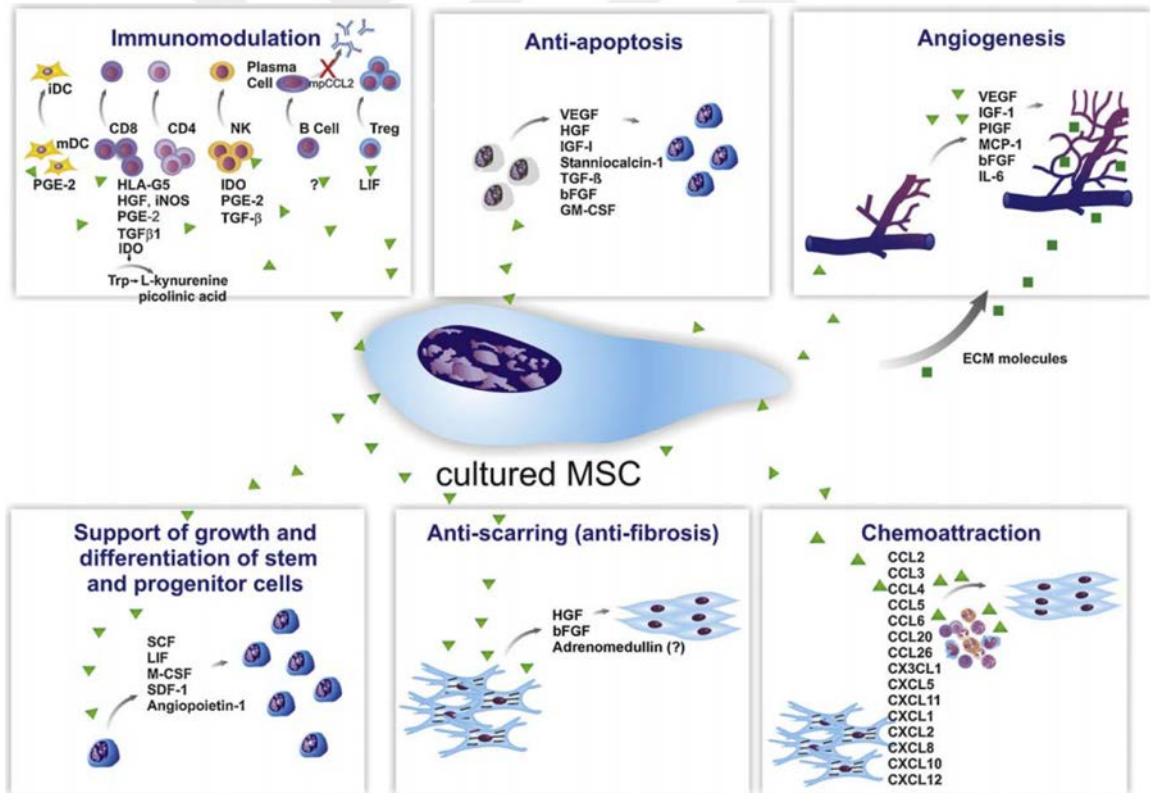 Immunomodulation
iDC
Plasma
Cell
mpCCL2
mDC
CD8
CD4
NK
B Cell
Treg
PGE-2
HLA-G5
HGF, iNOS
PGE-2
TGFβ1
IDO
Trp→L-kynurenine
picolinic acid
IDO
PGE-2
TGF-β
?
LIF
Anti-apoptosis
VEGF
HGF
IGF-I
Stanniocalcin-1
TGF-ß
bFGF
GM-CSF
Angiogenesis
VEGF
IGF-1
PIGF
MCP-1
bFGF
IL-6
ECM molecules
cultured MSC
Support of growth and
differentiation of stem
and progenitor cells
SCF
LIF
M-CSF
SDF-1
Angiopoietin-1
Anti-scarring (anti-fibrosis)
HGF
bFGF
Adrenomedullin (?)
Chemoattraction
CCL2
CCL3
CCL4
CCL5
CCL6
CCL20
CCL26
CX3CL1
CXCL5
CXCL11
CXCL1
CXCL2
CXCL8
CXCL10
CXCL12